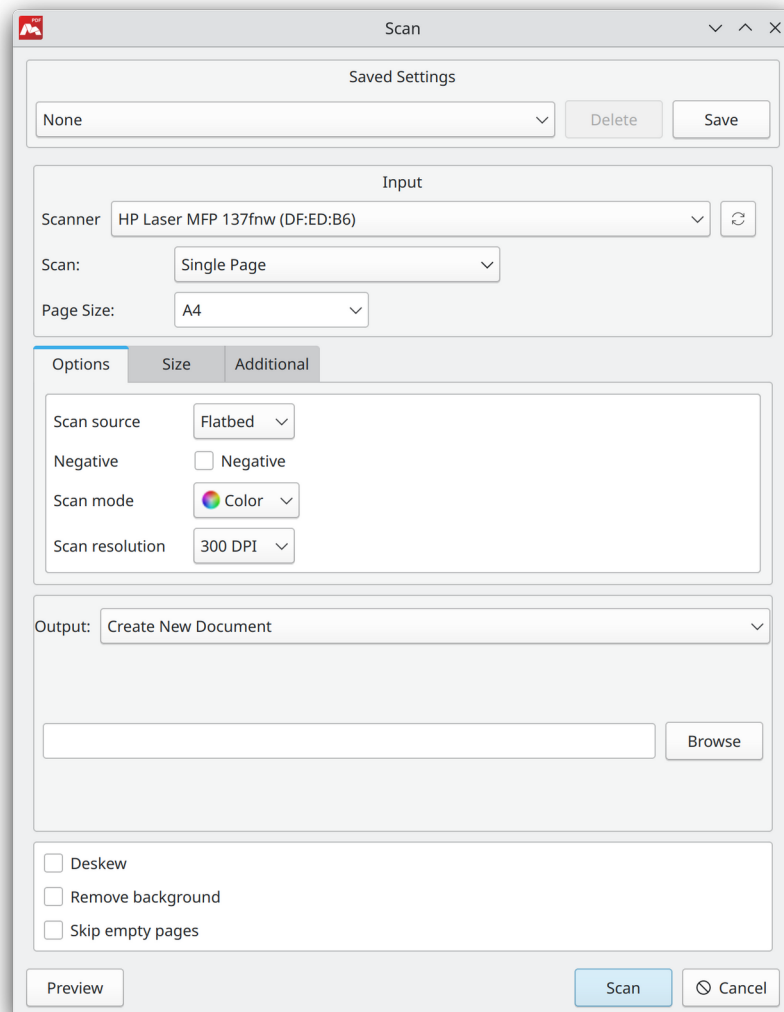 PDF
Scan
Saved Settings
None
Delete
Save
Input
Scanner HP Laser MFP 137fnw (DF:ED:B6)
Scan: Single Page
Page Size: A4
Options Size Additional
Scan source Flatbed
Negative Negative
Scan mode Color
Scan resolution 300 DPI
Output: Create New Document
Browse
Deskew
Remove background
Skip empty pages
Preview Scan Cancel